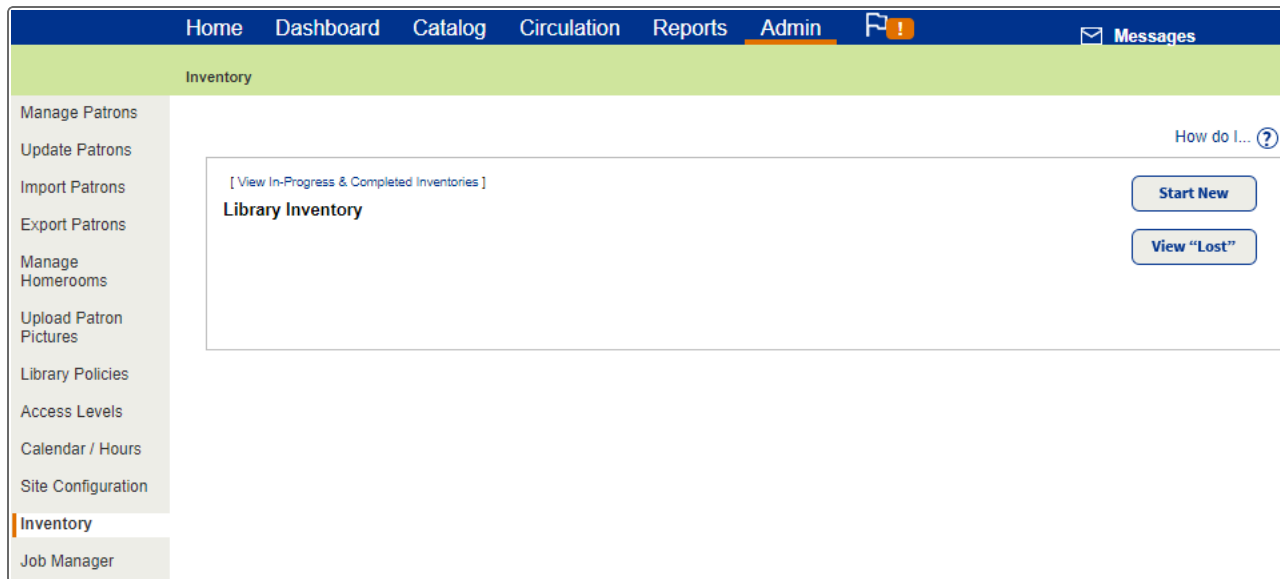 Home Dashboard Catalog Circulation Reports Admin ! Messages
Inventory
Manage Patrons
Update Patrons
Import Patrons
Export Patrons
Manage
Homerooms
Upload Patron
Pictures
Library Policies
Access Levels
Calendar / Hours
Site Configuration
Inventory
Job Manager
How do I... ?
[ View In-Progress & Completed Inventories ]
Library Inventory
Start New
View “Lost”